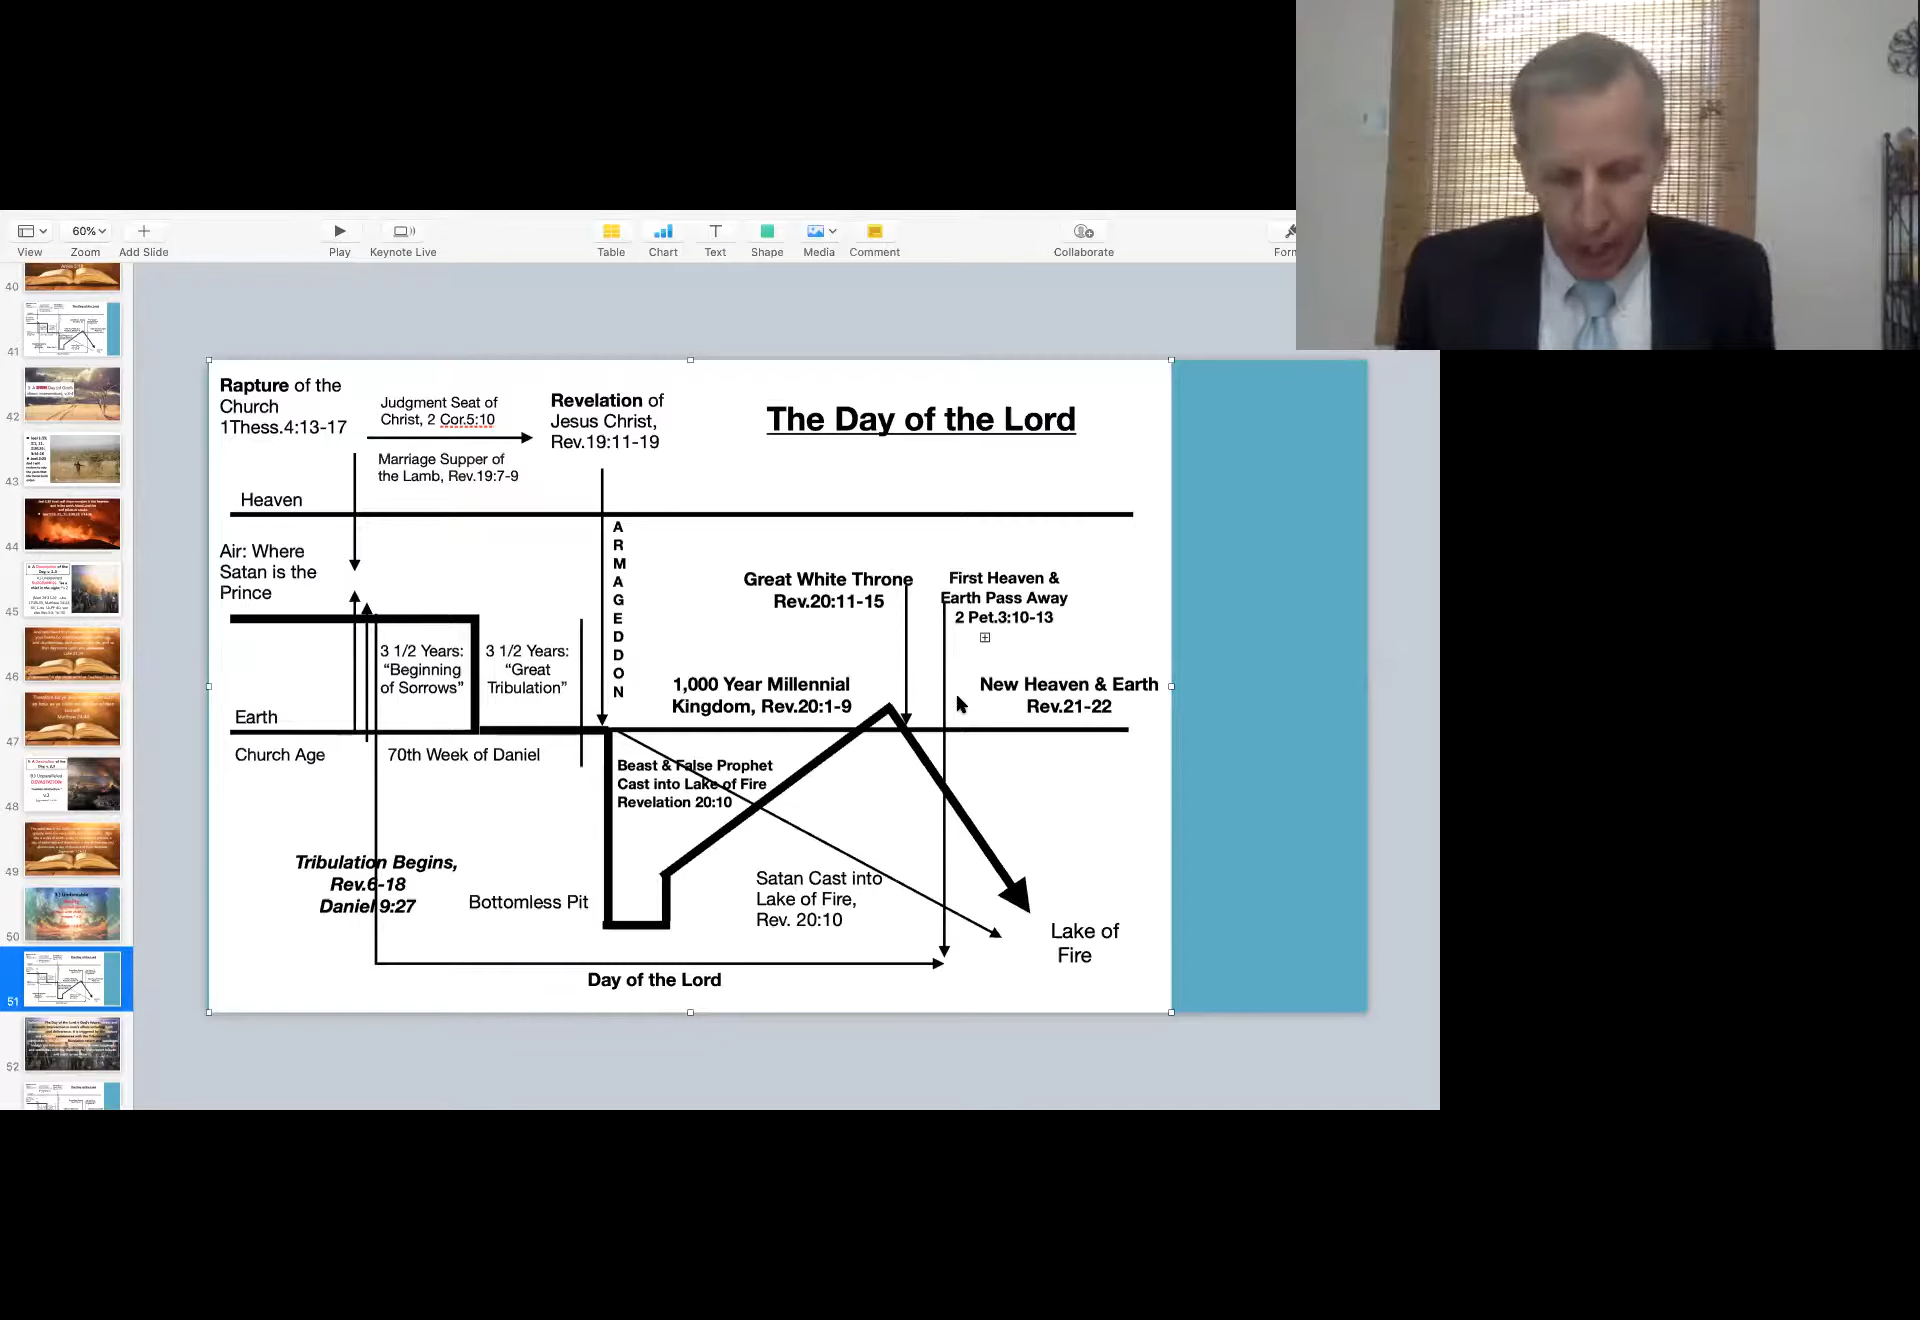 60%
View
Zoom
Add Slide
Play
Keynote Live
Table
Chart
Text
Shape
Media
Comment
Collaborate
40
41
42
43
44
45
46
47
48
49
50
51
52
The Day of the Lord
Rapture of the
Church
1Thess.4:13-17
Judgment Seat of
Christ, 2 Cor.5:10
Marriage Supper of
the Lamb, Rev.19:7-9
Revelation of
Jesus Christ,
Rev.19:11-19
Heaven
Air: Where
Satan is the
Prince
ARMAGEDDON
Great White Throne
Rev.20:11-15
First Heaven &
Earth Pass Away
2 Pet.3:10-13
3 1/2 Years:
“Beginning
of Sorrows”
3 1/2 Years:
“Great
Tribulation”
1,000 Year Millennial
Kingdom, Rev.20:1-9
New Heaven & Earth
Rev.21-22
Earth
Church Age
70th Week of Daniel
Beast & False Prophet
Cast into Lake of Fire
Revelation 20:10
Tribulation Begins,
Rev.6-18
Daniel 9:27
Bottomless Pit
Satan Cast into
Lake of Fire,
Rev. 20:10
Lake of
Fire
Day of the Lord